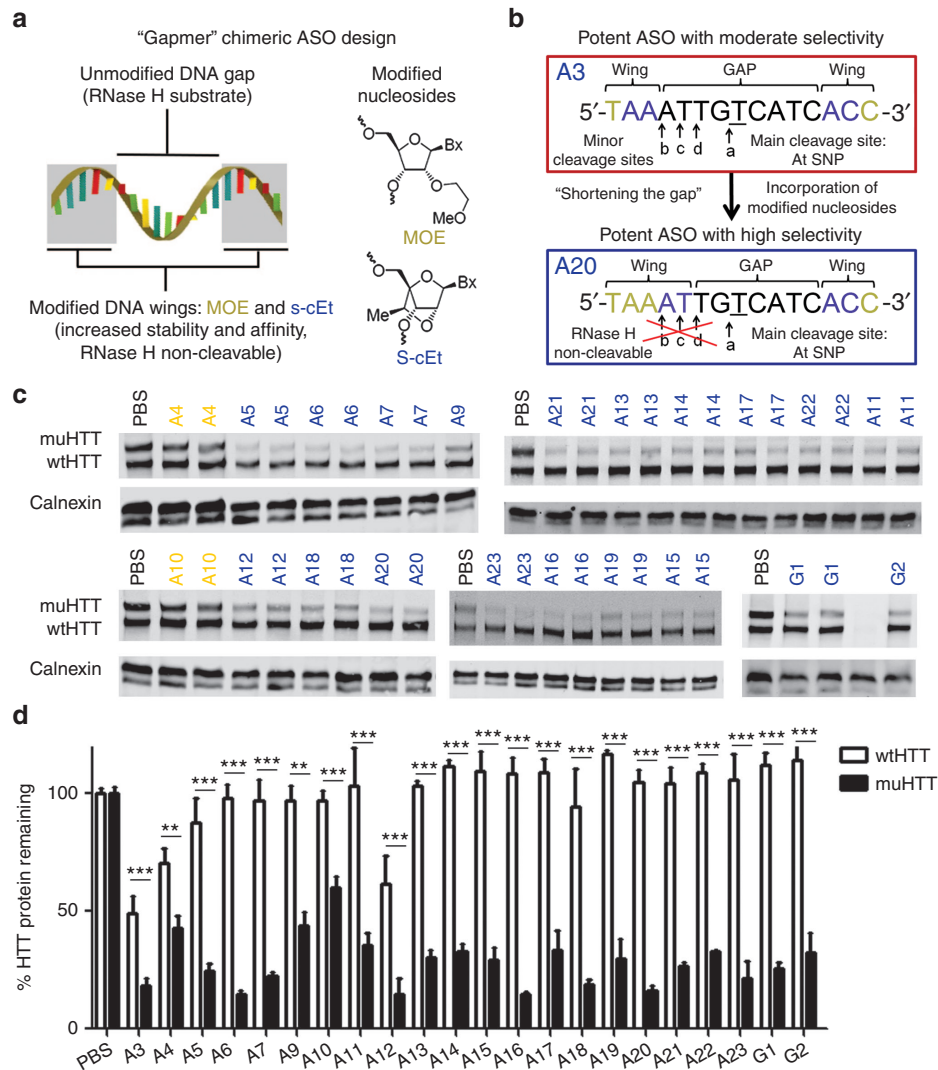 a
"Gapmer" chimeric ASO design
Unmodified DNA gap
(RNase H substrate)
Modified DNA wings: MOE and s-cEt
(increased stability and affinity,
RNase H non-cleavable)
Modified
nucleosides
O
O
Bx
O
O
MeO
MOE
O
O
Bx
Me
O
O
S-cEt
b
Potent ASO with moderate selectivity
A3
Wing GAP Wing
5′-TAAATTGTCATCACC-3′
Minor
cleavage sites
b c d a
Main cleavage site:
At SNP
"Shortening the gap"
Incorporation of
modified nucleosides
Potent ASO with high selectivity
A20
Wing GAP Wing
5′-TAAATTGTCATCACC-3′
RNase H
non-cleavable
b c d a
Main cleavage site:
At SNP
c
PBS A4 A4 A5 A5 A6 A6 A7 A7 A9
muHTT
wtHTT
Calnexin
PBS A21 A21 A13 A13 A14 A14 A17 A17 A22 A22 A11 A11
PBS A10 A10 A12 A12 A18 A18 A20 A20
muHTT
wtHTT
Calnexin
PBS A23 A23 A16 A16 A19 A19 A15 A15
PBS G1 G1 G2
d
% HTT protein remaining
100
50
0
*** ** *** *** *** ** *** *** *** *** *** *** *** *** *** *** *** *** *** *** *** ***
wtHTT
muHTT
PBS A3 A4 A5 A6 A7 A9 A10 A11 A12 A13 A14 A15 A16 A17 A18 A19 A20 A21 A22 A23 G1 G2